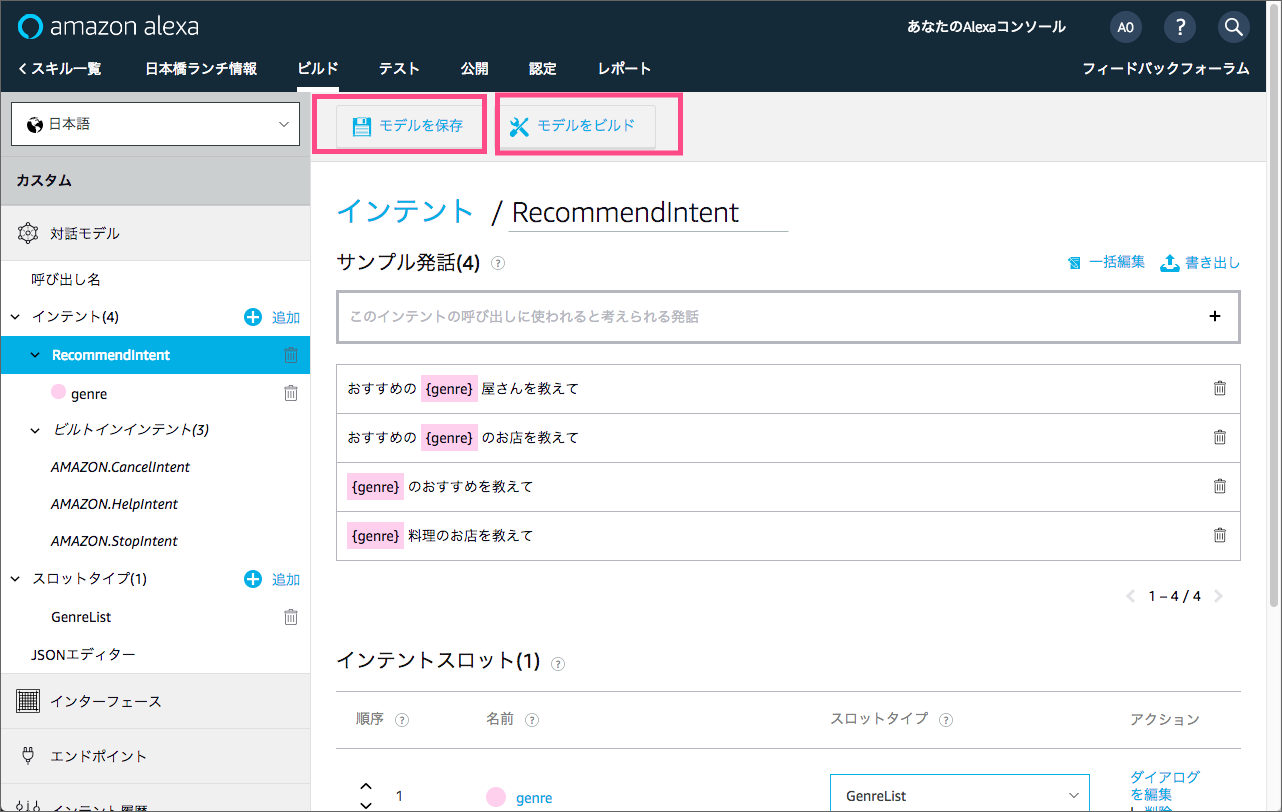 amazon alexa
あなたのAlexaコンソール
AO
?
スキル一覧
日本橋ランチ情報
ビルド
テスト
公開
認定
レポート
フィードバックフォーラム
日本語
モデルを保存
モデルをビルド
カスタム
対話モデル
呼び出し名
インテント(4)
追加
RecommendIntent
genre
ビルトインインテント(3)
AMAZON.CancelIntent
AMAZON.HelpIntent
AMAZON.StopIntent
スロットタイプ(1)
追加
GenreList
JSONエディター
インターフェース
エンドポイント
インテント履歴
インテント / RecommendIntent
サンプル発話(4) ?
一括編集
書き出し
このインテントの呼び出しに使われると考えられる発話
+
おすすめの {genre} 屋さんを教えて
おすすめの {genre} のお店を教えて
{genre} のおすすめを教えて
{genre} 料理のお店を教えて
1 – 4 / 4
インテントスロット(1) ?
順序 ?
名前 ?
スロットタイプ ?
アクション
1
genre
GenreList
ダイアログ
を編集
| 削除